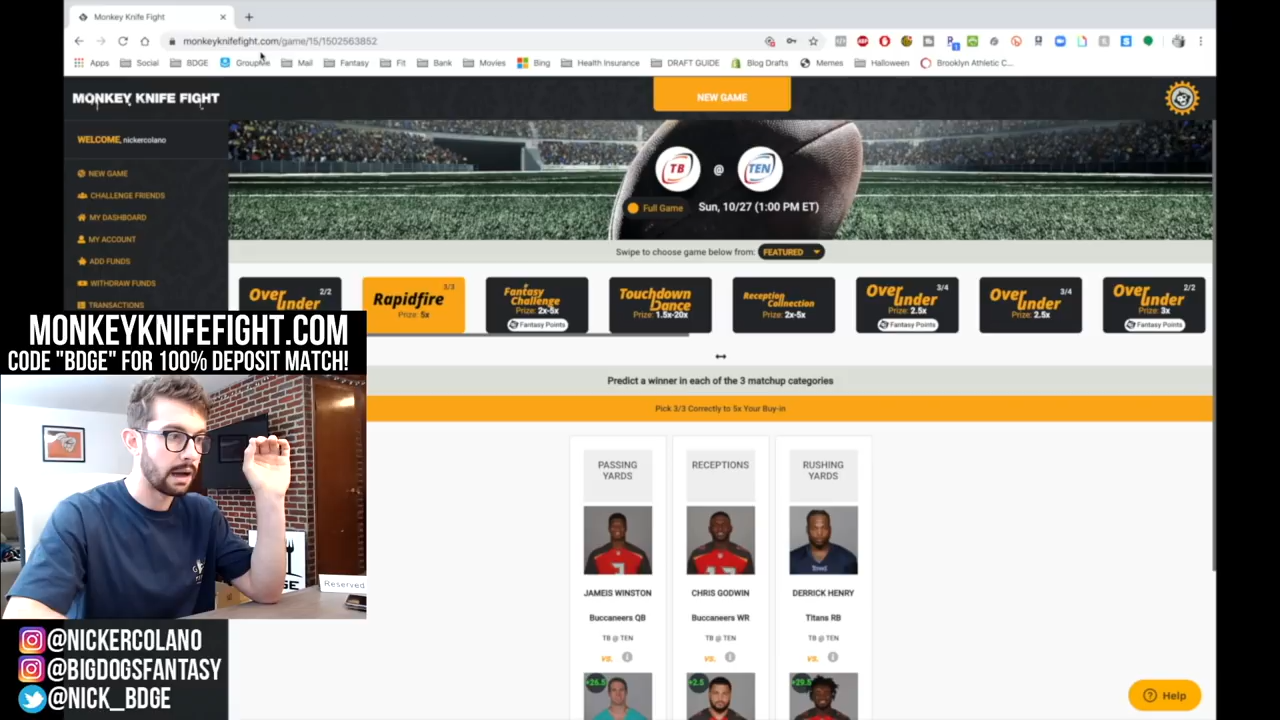 Monkey Knife Fight
monkeyknifefight.com/game/15/1502563852
Apps Social BDGE GroupMe Mail Fantasy Fit Bank Movies Bing Health Insurance DRAFT GUIDE Blog Drafts Memes Halloween Brooklyn Athletic C...
MONKEY KNIFE FIGHT
NEW GAME
WELCOME, nickercolano
NEW GAME
CHALLENGE FRIENDS
MY DASHBOARD
MY ACCOUNT
ADD FUNDS
WITHDRAW FUNDS
TRANSACTIONS
TB @ TEN
Full Game Sun, 10/27 (1:00 PM ET)
Swipe to choose game below from: FEATURED
Over under 2/2
Rapidfire 3/3
Prize: 5x
Fantasy Challenge
Prize: 2x-5x
Fantasy Points
Touchdown Dance
Prize: 1.5x-20x
Reception Connection
Prize: 2x-5x
Over under 3/4
Prize: 2.5x
Fantasy Points
Over under 3/4
Prize: 2.5x
Over under 2/2
Prize: 3x
Fantasy Points
Predict a winner in each of the 3 matchup categories
Pick 3/3 Correctly to 5x Your Buy-in
PASSING YARDS
JAMEIS WINSTON
Buccaneers QB
TB @ TEN
VS.
+26.5
RECEPTIONS
CHRIS GODWIN
Buccaneers WR
TB @ TEN
VS.
+2.5
RUSHING YARDS
DERRICK HENRY
Titans RB
TB @ TEN
VS.
+29.5
Help
MONKEYKNIFEFIGHT.COM
CODE "BDGE" FOR 100% DEPOSIT MATCH!
Reserved
@NICKERCOLANO
@BIGDOGSFANTASY
@NICK_BDGE